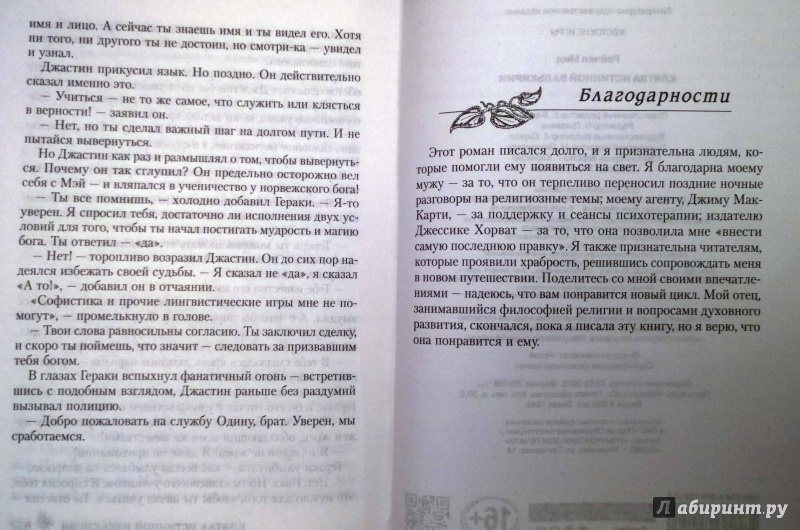 имя и лицо. А сейчас ты знаешь имя и ты видел его. Хотя
ни того, ни другого ты не достоин, но смотри-ка — увидел
и узнал.
Джастин прикусил язык. Но поздно. Он действительно
сказал именно это.
— Учиться — не то же самое, что служить или клясться
в верности! — заявил он.
— Нет, но ты сделал важный шаг на долгом пути. И не
пытайся вывернуться.
Но Джастин как раз и размышлял о том, чтобы вывернуть-
ся. Почему он так сглупил? Он предельно осторожно вел
себя с Мэй — и вляпался в ученичество у норвежского бога!
— Ты все помнишь, — холодно добавил Гераки. — Я-то
уверен. Я спросил тебя, достаточно ли исполнения двух ус-
ловий для того, чтобы ты начал постигать мудрость и магию
бога. Ты ответил — «да».
— Нет! — торопливо возразил Джастин. Он до сих пор на-
деялся избежать своей судьбы. — Я сказал не «да», я сказал
«А то!», — добавил он в отчаянии.
«Софистика и прочие лингвистические игры мне не по-
могут», — промелькнуло в голове.
— Твои слова равносильны согласию. Ты заключил сделку,
и скоро ты поймешь, что значит — следовать за призвавшим
тебя богом.
В глазах Гераки вспыхнул фанатичный огонь — встретив-
шись с подобным взглядом, Джастин раньше без раздумий
вызывал полицию.
— Добро пожаловать на службу Одину, брат. Уверен, мы
сработаемся.
Благодарности
Этот роман писался долго, и я признательна людям, ко-
торые помогли ему появиться на свет. Я благодарна моему
мужу — за то, что он терпеливо переносил поздние ночные
разговоры на религиозные темы; моему агенту, Джиму Мак-
Карти, — за поддержку и сеансы психотерапии; издателю
Джессике Хорват — за то, что она позволила мне «внести
самую последнюю правку». Я также признательна читателям,
которые проявили храбрость, решившись сопровождать меня
в новом путешествии. Поделитесь со мной своими впечатле-
ниями — надеюсь, что вам понравится новый цикл. Мой отец,
занимавшийся философией религии и вопросами духовного
развития, скончался, пока я писала эту книгу, но я верю, что
она понравится и ему.
16+
Лабиринт.ру